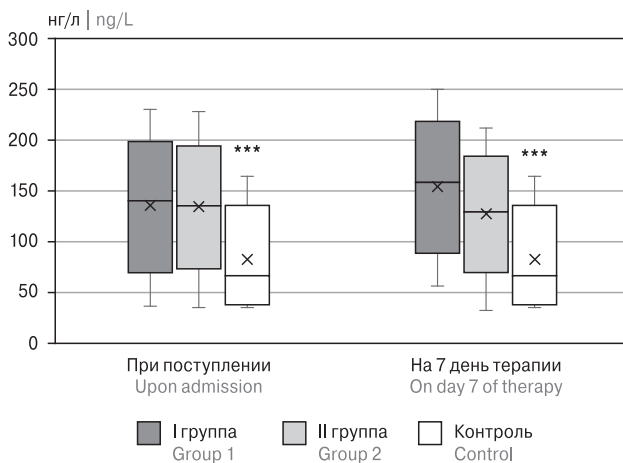 нг/л | ng/L
300
250
200
150
100
50
0
***
***
При поступлении
Upon admission
На 7 день терапии
On day 7 of therapy
I группа
Group 1
II группа
Group 2
Контроль
Control